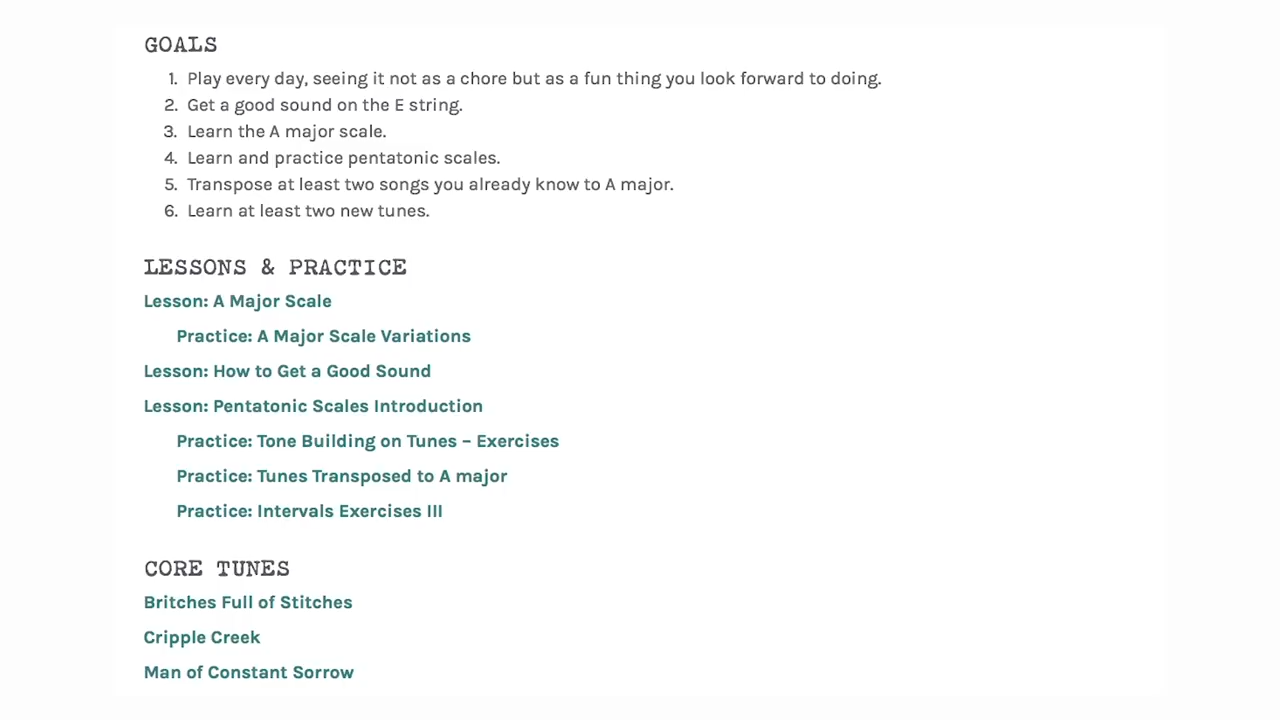 GOALS
1. Play every day, seeing it not as a chore but as a fun thing you look forward to doing.
2. Get a good sound on the E string.
3. Learn the A major scale.
4. Learn and practice pentatonic scales.
5. Transpose at least two songs you already know to A major.
6. Learn at least two new tunes.
LESSONS & PRACTICE
Lesson: A Major Scale
Practice: A Major Scale Variations
Lesson: How to Get a Good Sound
Lesson: Pentatonic Scales Introduction
Practice: Tone Building on Tunes – Exercises
Practice: Tunes Transposed to A major
Practice: Intervals Exercises III
CORE TUNES
Britches Full of Stitches
Cripple Creek
Man of Constant Sorrow